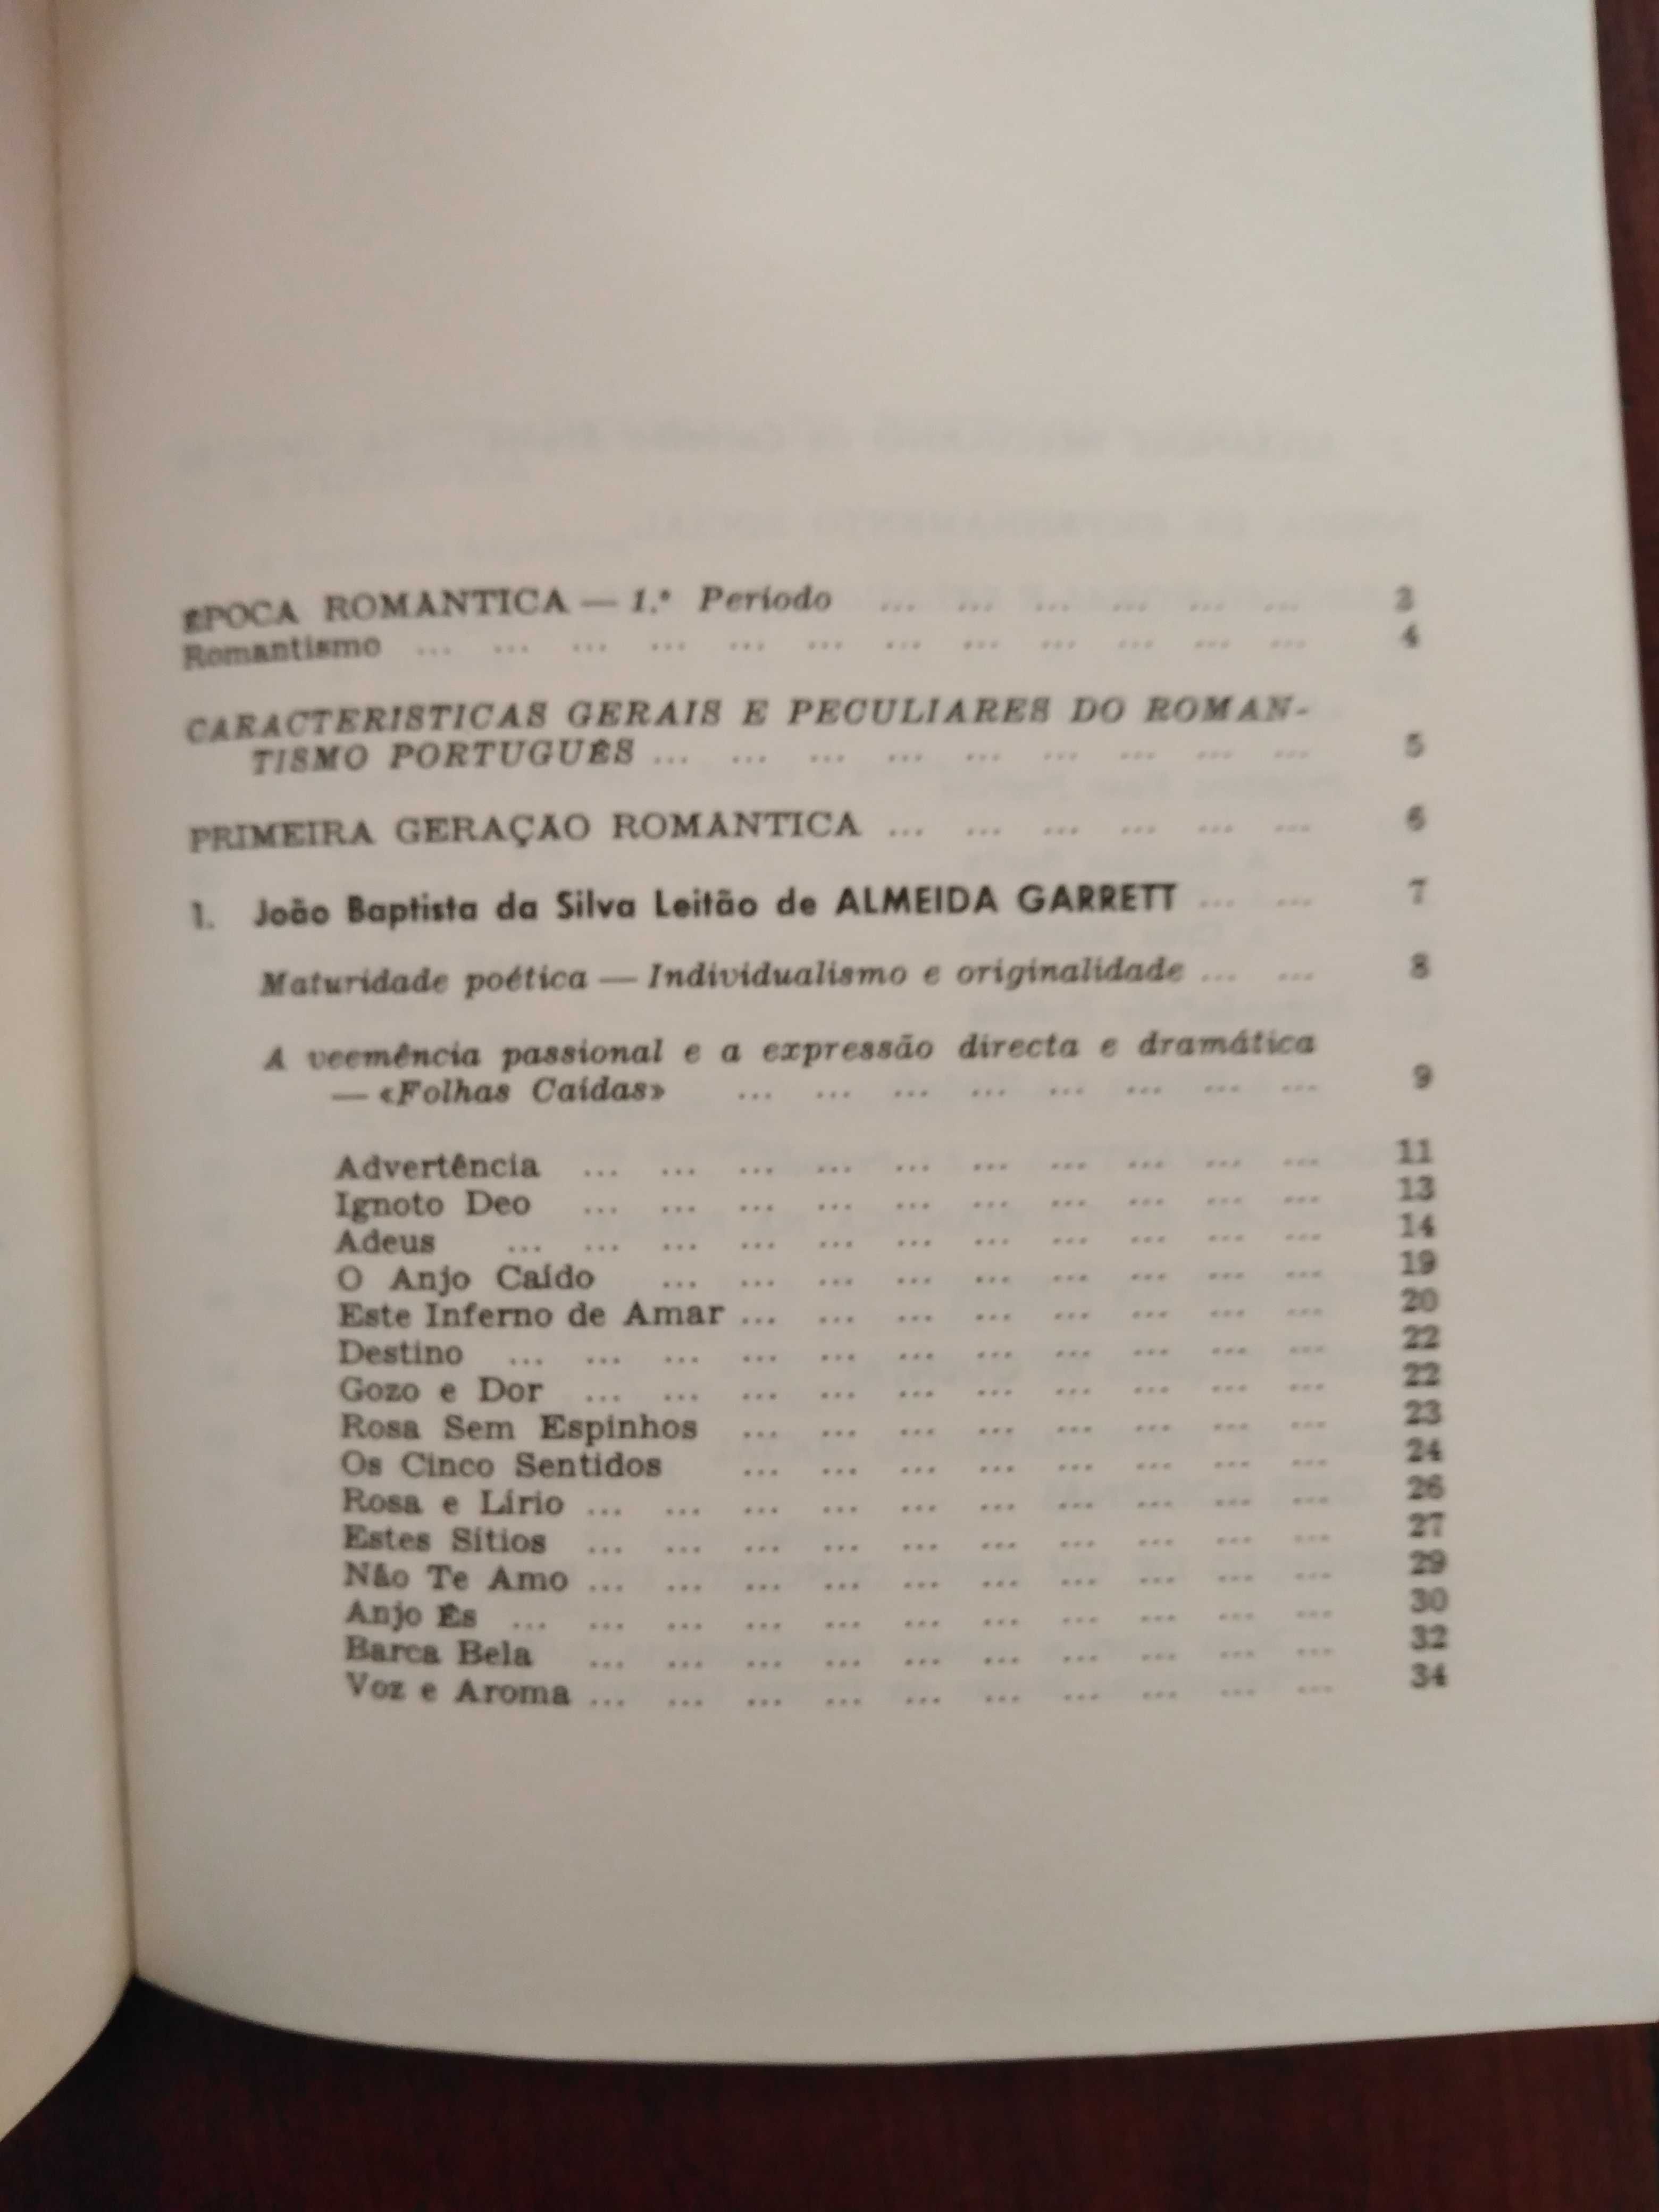 EPOCA ROMANTICA — 1.º Período ... ... ... ... ... ... 3
Romantismo ... ... ... ... ... ... ... ... ... ... ... ... 4
CARACTERISTICAS GERAIS E PECULIARES DO ROMAN-
TISMO PORTUGUÊS ... ... ... ... ... ... ... ... ... 5
PRIMEIRA GERAÇÃO ROMANTICA ... ... ... ... ... ... 6
1. João Baptista da Silva Leitão de ALMEIDA GARRETT ... ... 7
Maturidade poética — Individualismo e originalidade ... ... 8
A veemência passional e a expressão directa e dramática
— «Folhas Caídas» ... ... ... ... ... ... ... ... 9
Advertência ... ... ... ... ... ... ... ... ... ... 11
Ignoto Deo ... ... ... ... ... ... ... ... ... ... 13
Adeus ... ... ... ... ... ... ... ... ... ... ... 14
O Anjo Caído ... ... ... ... ... ... ... ... ... 19
Este Inferno de Amar ... ... ... ... ... ... ... ... 20
Destino ... ... ... ... ... ... ... ... ... ... ... 22
Gozo e Dor ... ... ... ... ... ... ... ... ... ... 22
Rosa Sem Espinhos ... ... ... ... ... ... ... ... 23
Os Cinco Sentidos ... ... ... ... ... ... ... ... 24
Rosa e Lírio ... ... ... ... ... ... ... ... ... ... 26
Estes Sítios ... ... ... ... ... ... ... ... ... ... 27
Não Te Amo ... ... ... ... ... ... ... ... ... ... 29
Anjo És ... ... ... ... ... ... ... ... ... ... ... 30
Barca Bela ... ... ... ... ... ... ... ... ... ... 32
Voz e Aroma ... ... ... ... ... ... ... ... ... ... 34